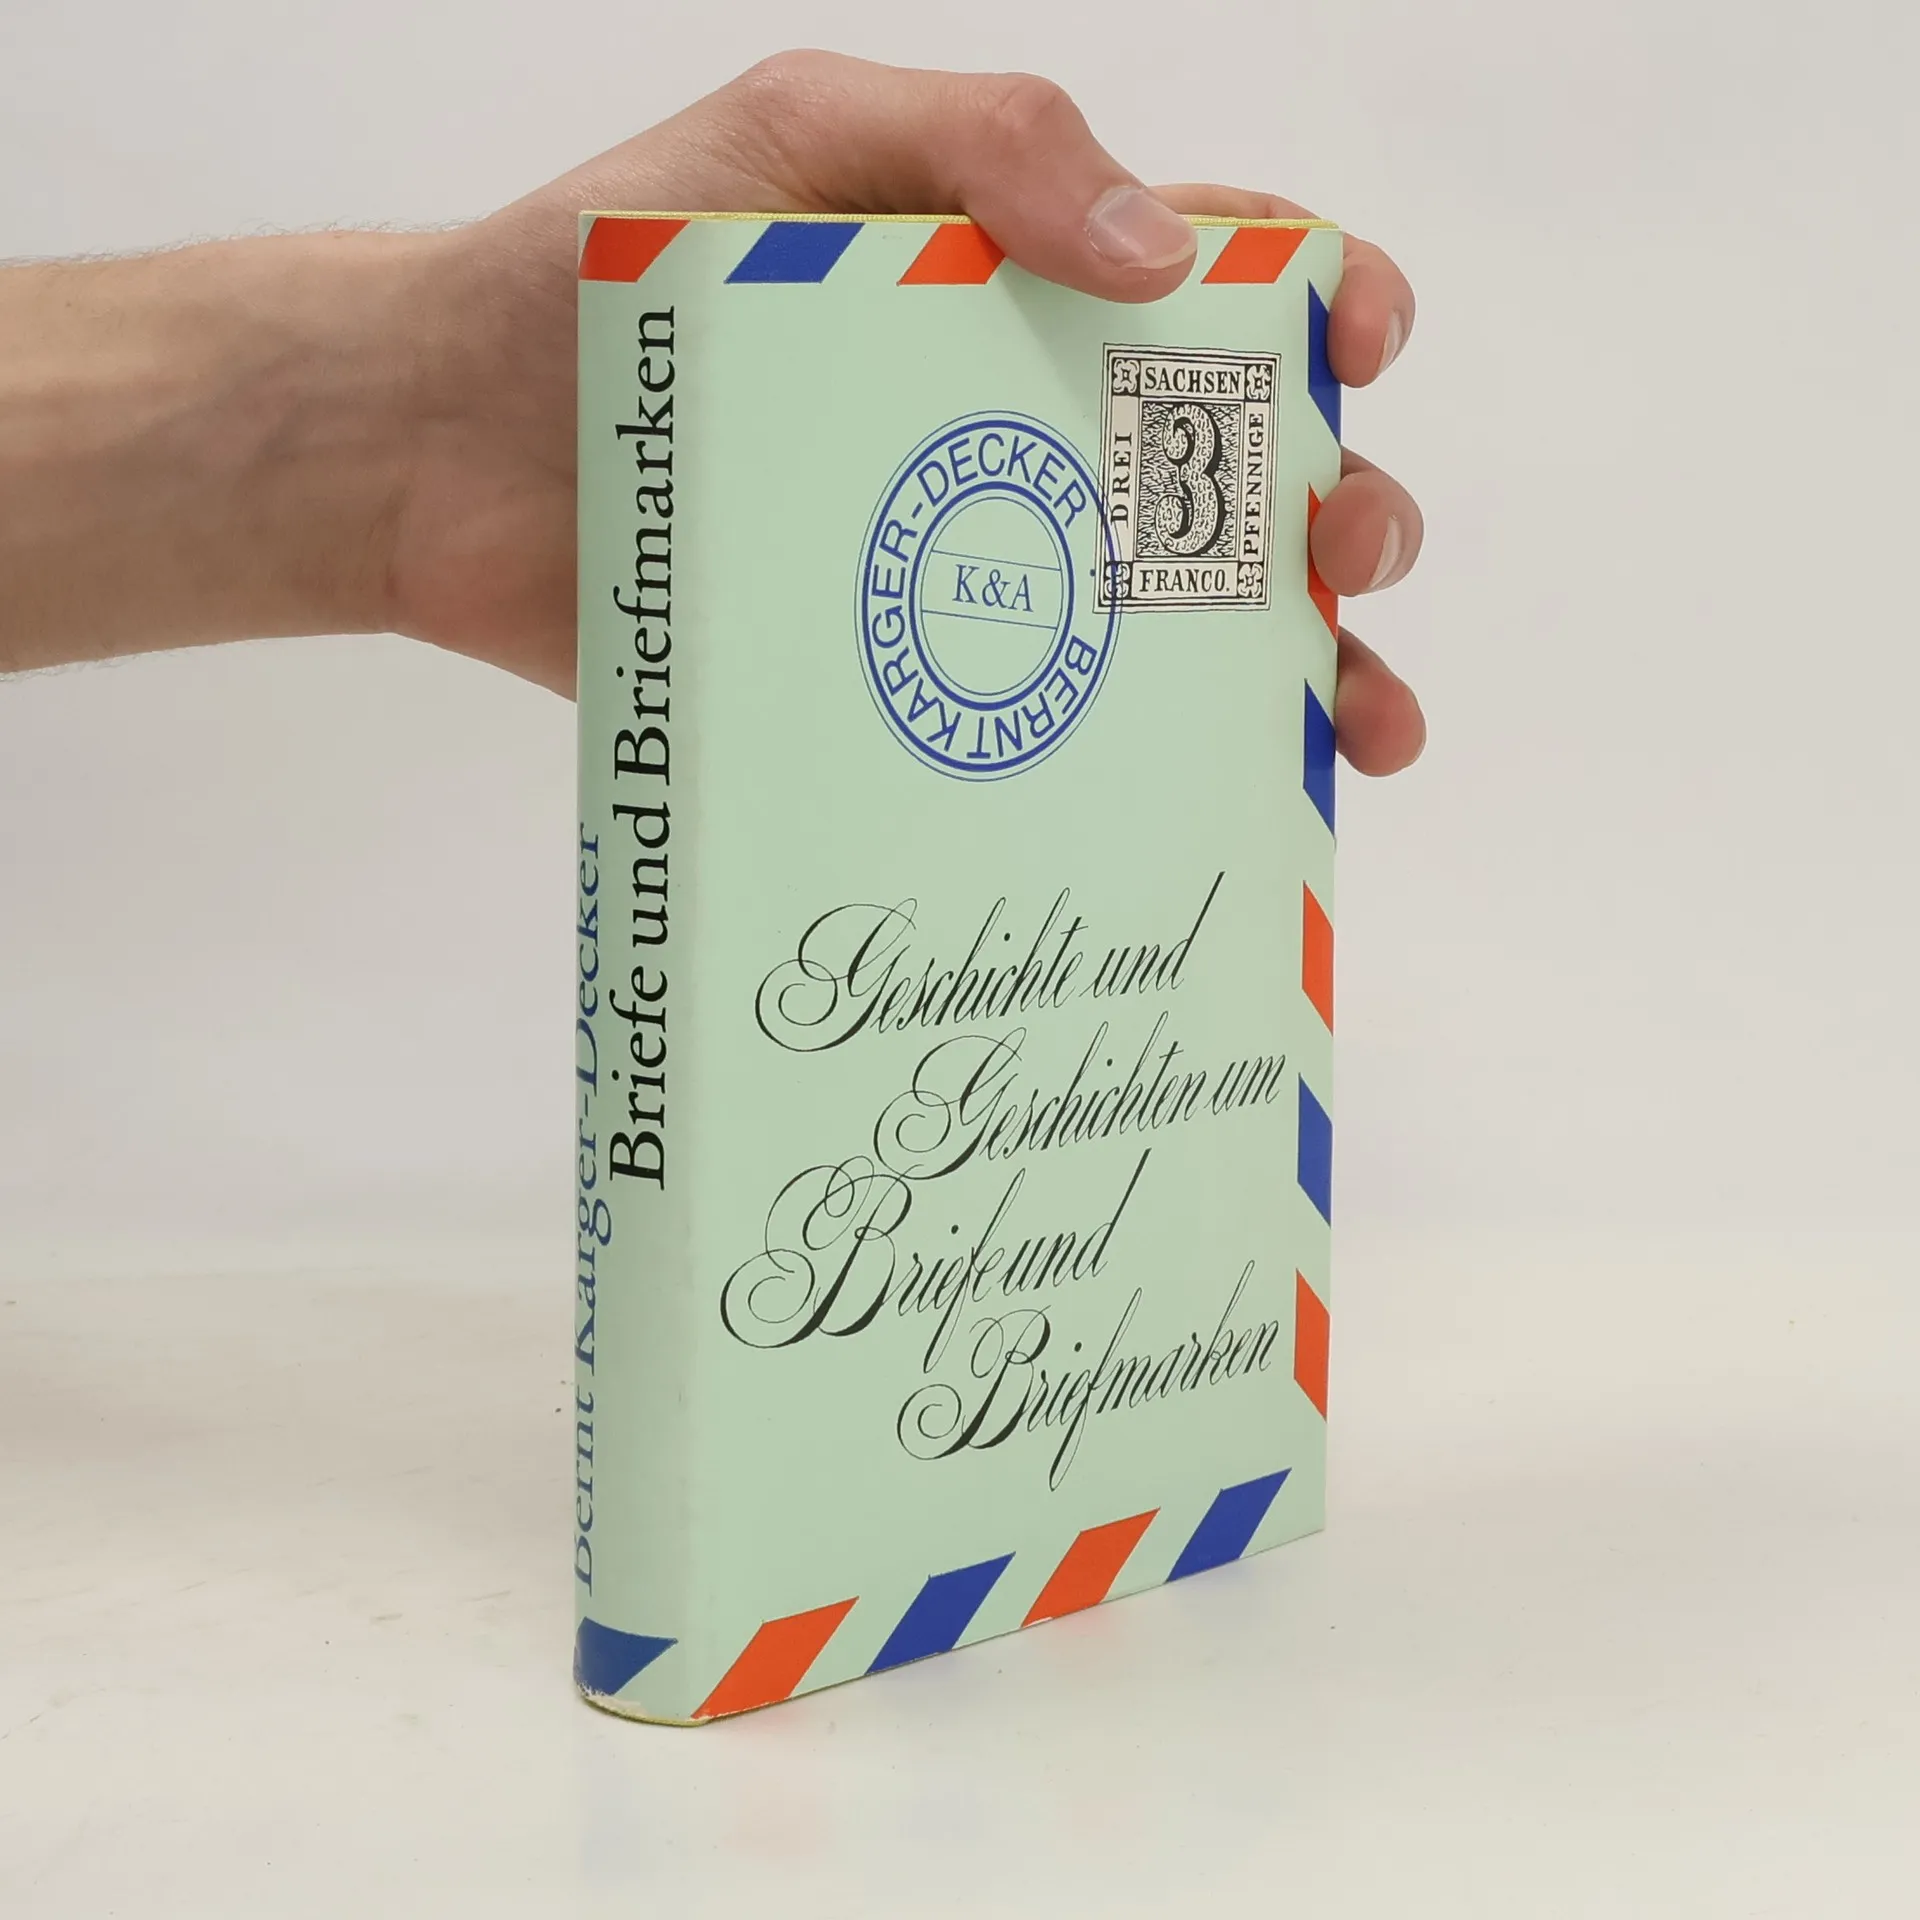 Bernt Karger-Decker
Briefe und Briefmarken
SACHSEN
DREI
3
PFENNIGE
FRANCO.
BERNT KARGER-DECKER
K&A
Geschichte und
Geschichten um
Briefe und
Briefmarken